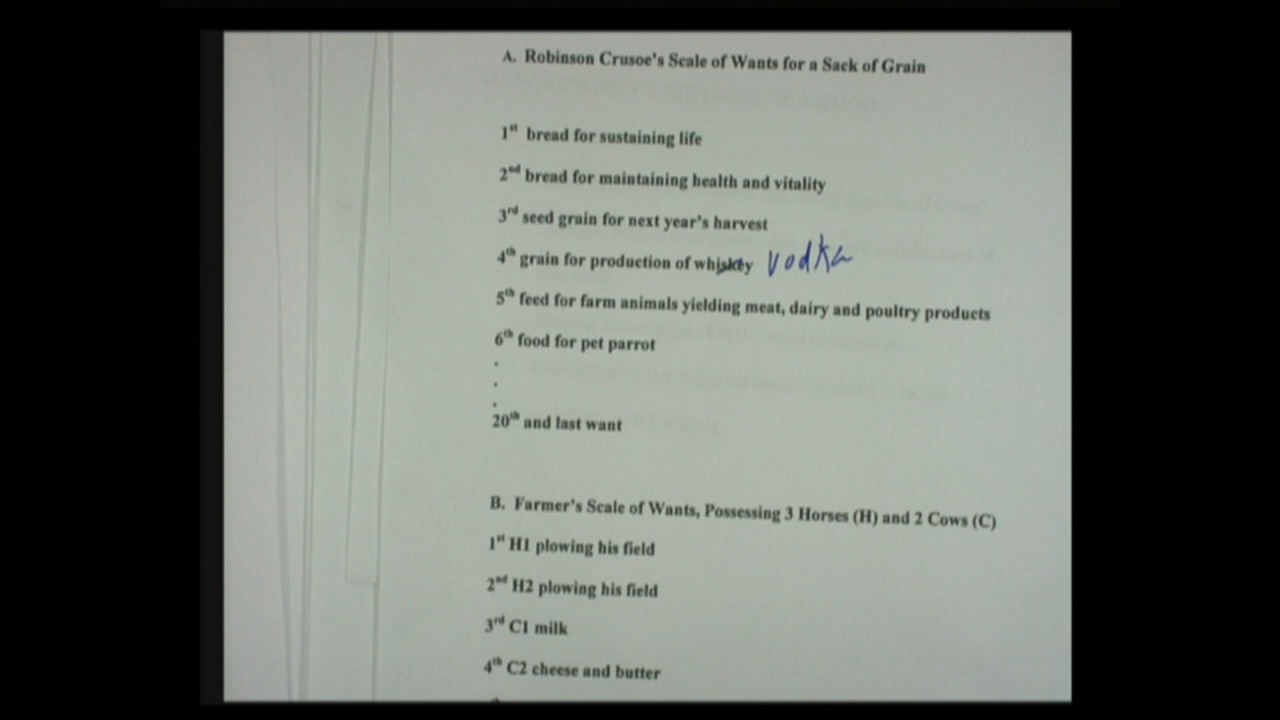 A. Robinson Crusoe's Scale of Wants for a Sack of Grain
1st bread for sustaining life
2nd bread for maintaining health and vitality
3rd seed grain for next year's harvest
4th grain for production of whiskey vodka
5th feed for farm animals yielding meat, dairy and poultry products
6th food for pet parrot
.
.
.
20th and last want
B. Farmer's Scale of Wants, Possessing 3 Horses (H) and 2 Cows (C)
1st H1 plowing his field
2nd H2 plowing his field
3rd C1 milk
4th C2 cheese and butter